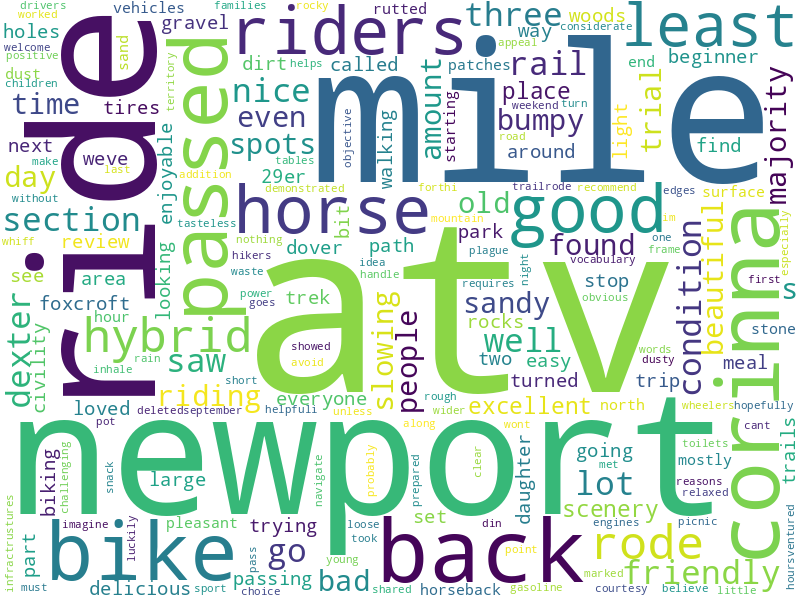 drivers
families
rocky
worked
vehicles
rutted
woods
appeal
considerate
least
welcome
gravel
riders
three
holes
sand
called
way
patches
end
beginner
positive
dust
children
dirt
helps
rail
territory
nice
amount
mile
time
tires
even
place
weekend
turn
light
trial
majority
ride
passed
spots
walking
starting
bumpy
road
objective
next
weve
enjoyable
around
find
day
make
last
29er
tables
without
addition
demonstrated
forthi
trailrode
recommend
edges
surface
section
tasteless
horse
good
mountain
im
especially
whiff
review
looking
bit
old
park
found
one
frame
see
area
nothing
hikers
dover
path
plague
vocabulary
condition
beautiful
corinna
trails
s
foxcroft
waste
idea
handle
requires
night
stop
first
hour
power
goes
trek
slowing
sandy
obvious
stone
dexter
civillity
hybrid
atv
rocks
well
dusty
rain
showed
people
two
easy
words
meal
inhale
saw
avoid
rough
turned
trip
short
riding
everyone
excellent
north
wheelers
hopefully
loved
deletedseptember
helpfuli
unless
along
wider
wont
cant
pot
newport
going
toilets
biking
challenging
snack
large
navigate
probably
prepared
clear
daughter
met
mostly
reasons
relaxed
lot
infractrustures
pleasant
set
scenery
hoursventured
imagine
luckily
trying
loose
din
engines
picnic
part
bike
pass
took
back
point
rode
go
young
must
delicious
sport
passing
choice
bad
shared
horseback
gasoline
marked
courtesy
friendly
believe
little